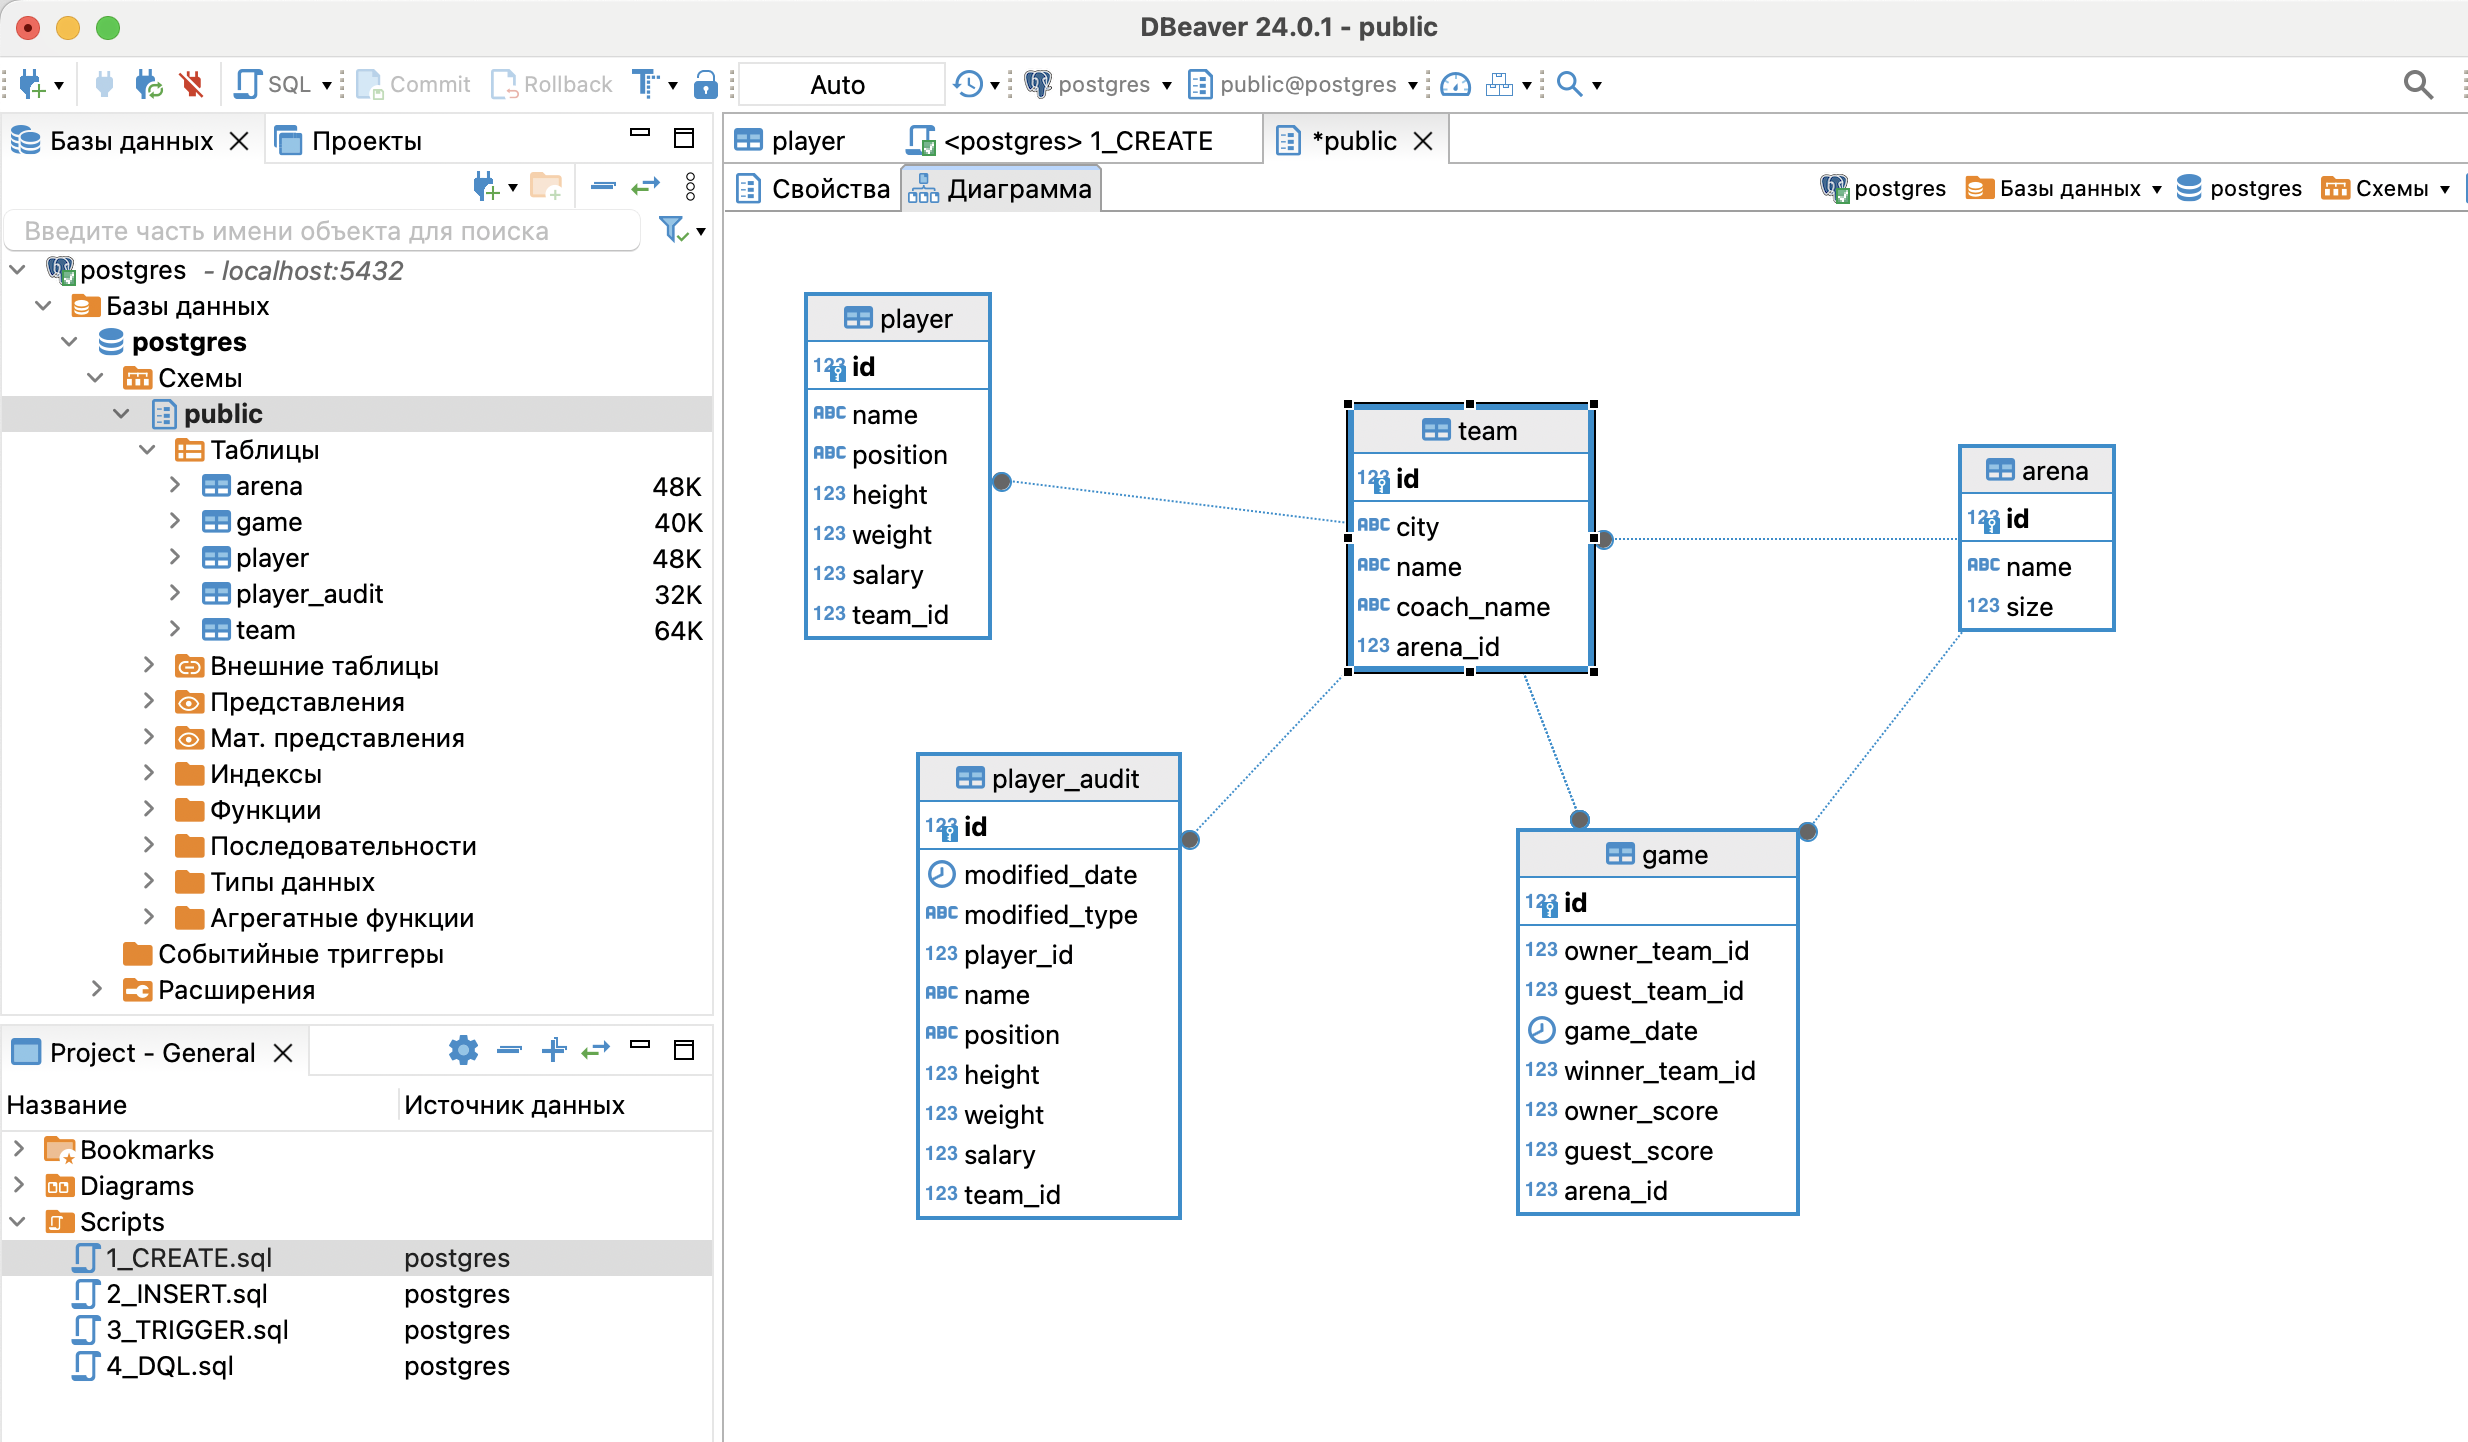 DBeaver 24.0.1 - public
SQL Commit Rollback Auto postgres public@postgres
Базы данных Проекты
Введите часть имени объекта для поиска
postgres - localhost:5432
Базы данных
postgres
Схемы
public
Таблицы
arena 48K
game 40K
player 48K
player_audit 32K
team 64K
Внешние таблицы
Представления
Мат. представления
Индексы
Функции
Последовательности
Типы данных
Агрегатные функции
Событийные триггеры
Расширения
Project - General
Название Источник данных
Bookmarks
Diagrams
Scripts
1_CREATE.sql postgres
2_INSERT.sql postgres
3_TRIGGER.sql postgres
4_DQL.sql postgres
player <postgres> 1_CREATE *public
Свойства Диаграмма postgres Базы данных postgres Схемы
player
123 id
ABC name
ABC position
123 height
123 weight
123 salary
123 team_id
team
123 id
ABC city
ABC name
ABC coach_name
123 arena_id
arena
123 id
ABC name
123 size
player_audit
123 id
modified_date
ABC modified_type
123 player_id
ABC name
ABC position
123 height
123 weight
123 salary
123 team_id
game
123 id
123 owner_team_id
123 guest_team_id
game_date
123 winner_team_id
123 owner_score
123 guest_score
123 arena_id